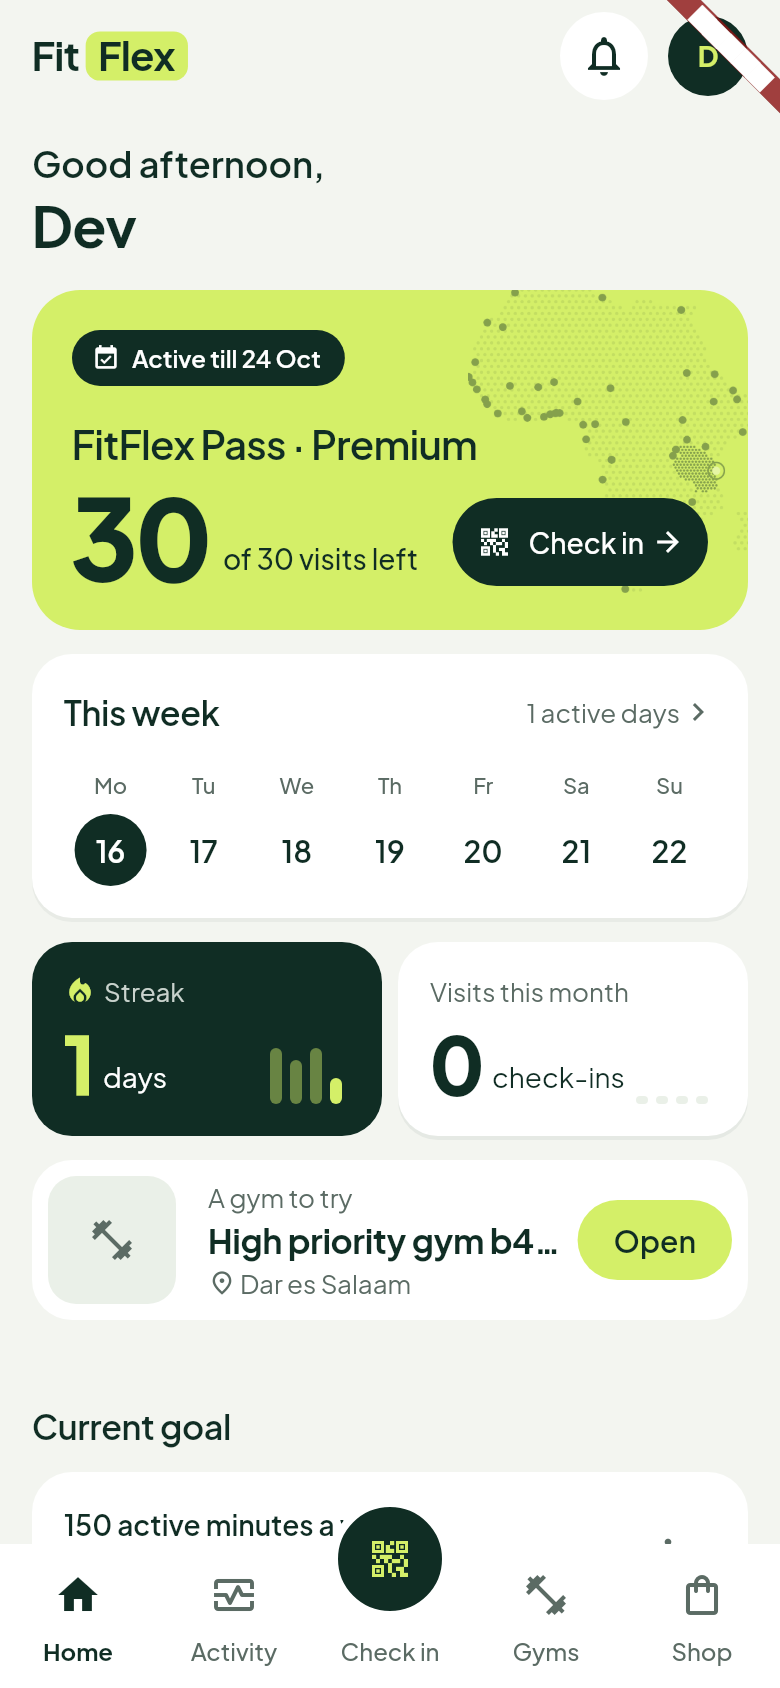 Fit Flex
D
Good afternoon,
Dev
Active till 24 Oct
FitFlex Pass · Premium
30 of 30 visits left
Check in
This week
1 active days
Mo Tu We Th Fr Sa Su
16 17 18 19 20 21 22
Streak
1 days
Visits this month
0 check-ins
A gym to try
High priority gym b4...
Dar es Salaam
Open
Current goal
150 active minutes a
Home
Activity
Check in
Gyms
Shop